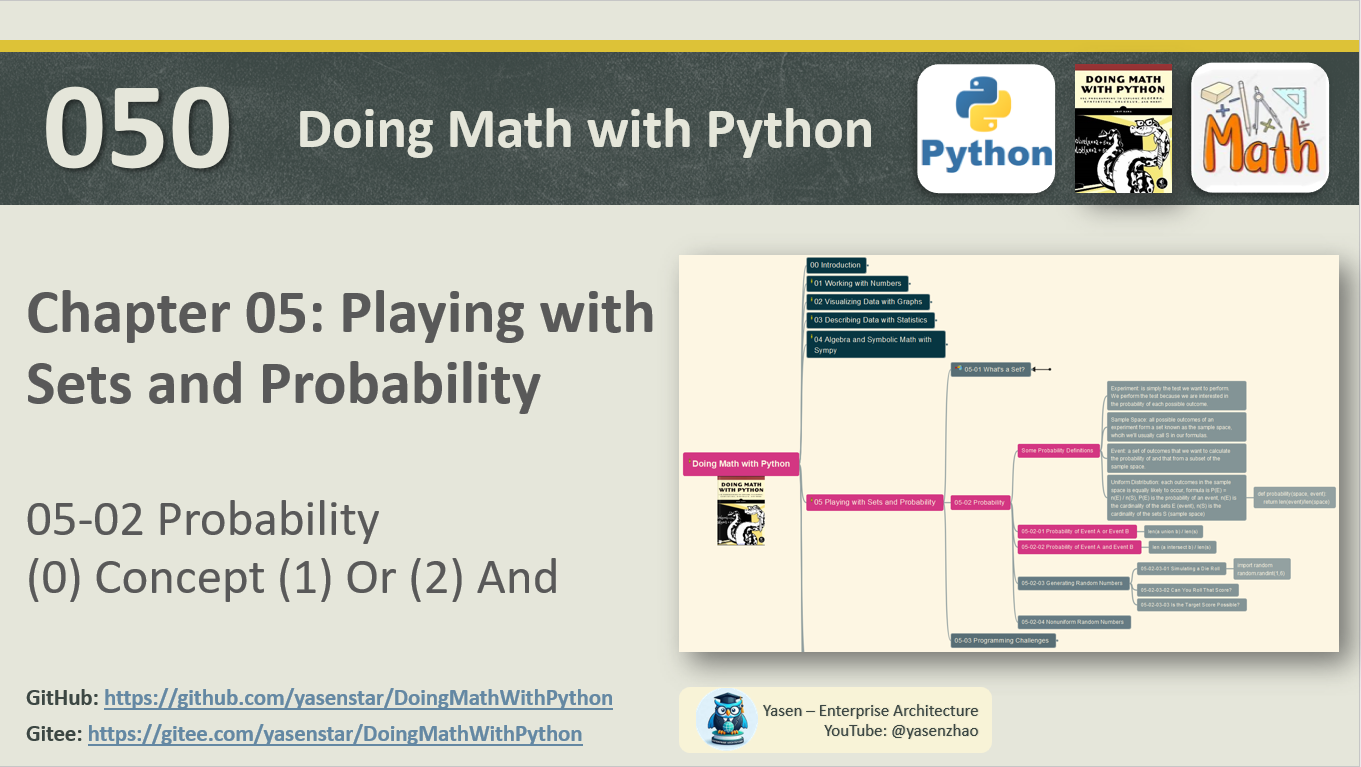 050
Doing Math with Python
Python
DOING MATH
WITH PYTHON
Math
Chapter 05: Playing with
Sets and Probability
05-02 Probability
(0) Concept (1) Or (2) And
GitHub: https://github.com/yasenstar/DoingMathWithPython
Gitee: https://gitee.com/yasenstar/DoingMathWithPython
Doing Math with Python
DOING MATH
WITH PYTHON
00 Introduction
01 Working with Numbers
02 Visualizing Data with Graphs
03 Describing Data with Statistics
04 Algebra and Symbolic Math with
Sympy
05 Playing with Sets and Probability
05-01 What's a Set?
05-02 Probability
Some Probability Definitions
Experiment: is simply the test we want to perform.
We perform the test because we are interested in
the probability of each possible outcome.
Sample Space: all possible outcomes of an
experiment form a set known as the sample space,
which we'll usually call S in our formulas.
Event: a set of outcomes that we want to calculate
the probability of and that from a subset of the
sample space.
Uniform Distribution: each outcomes in the sample
space is equally likely to occur. formula is P(E) =
n(E) / n(S), P(E) is the probability of an event, n(E) is
the cardinality of the sets E (event), n(S) is the
cardinality of the sets S (sample space)
def probability(space, event):
return len(event)/len(space)
05-02-01 Probability of Event A or Event B
len(a union b) / len(s)
05-02-02 Probability of Event A and Event B
len (a intersect b) / len(s)
05-02-03 Generating Random Numbers
05-02-03-01 Simulating a Die Roll
import random
random.randint(1,6)
05-02-03-02 Can You Roll That Score?
05-02-03-03 Is the Target Score Possible?
05-02-04 Nonuniform Random Numbers
05-03 Programming Challenges
Yasen – Enterprise Architecture
YouTube: @yasenzhao